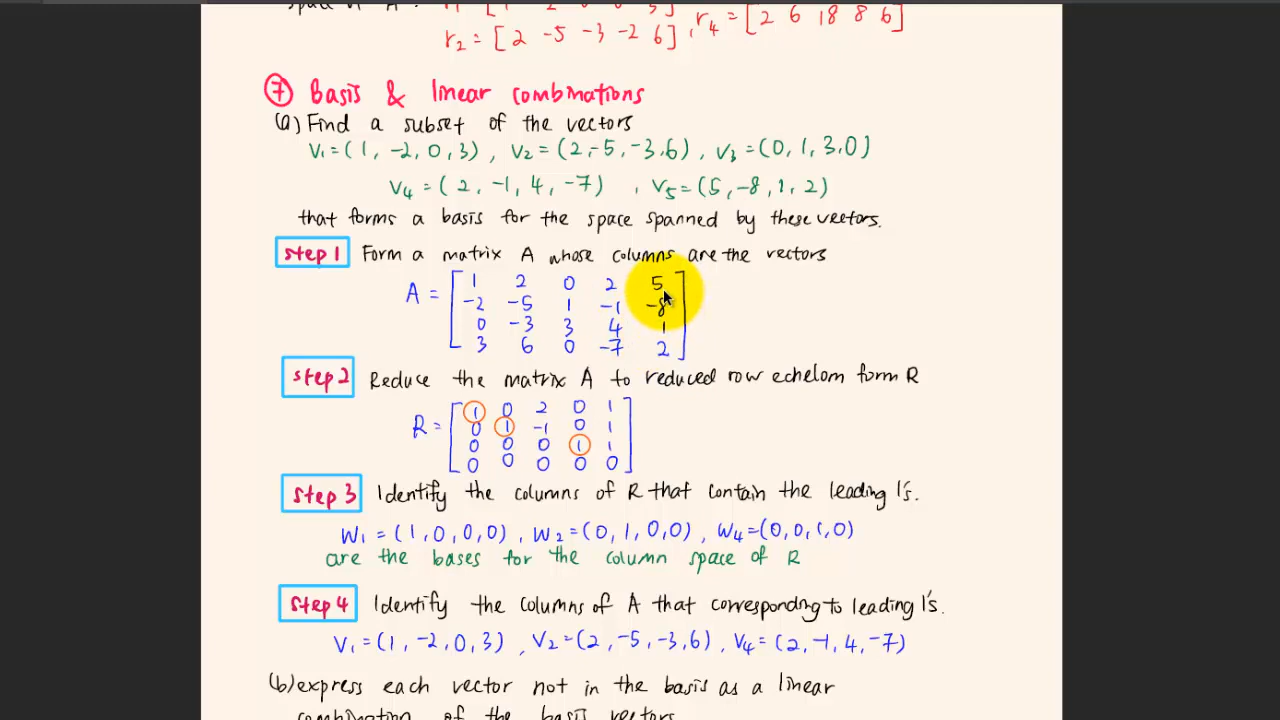 space of A :
r2 = [2 -5 -3 -2 6] , r4 = [2 6 18 8 6]
⑦ Basis & linear combinations
(a) Find a subset of the vectors
V1=(1, -2, 0, 3) , V2 = (2,-5,-3,6) , V3 = (0, 1, 3,0)
V4 = (2, -1, 4, -7) , V5=(5, -8, 1, 2)
that forms a basis for the space spanned by these vectors.
step 1 Form a matrix A whose columns are the vectors
A = [1 2 0 2 5
-2 -5 1 -1 -8
0 -3 3 4 1
3 6 0 -7 2]
step 2 Reduce the matrix A to reduced row echelom form R
R = [1 0 2 0 1
0 1 -1 0 1
0 0 0 1 1
0 0 0 0 0]
step 3 Identify the columns of R that contain the leading 1's.
W1 = (1,0,0,0) , W2 = (0, 1, 0,0) , W4=(0,0,1,0)
are the bases for the column space of R
step 4 Identify the columns of A that correspondng to leading 1's.
V1 = (1, -2, 0, 3) , V2 = (2, -5, -3, 6) , V4 = (2,-1, 4, -7)
(b) express each vector not in the basis as a linear
combination of the basis vectors